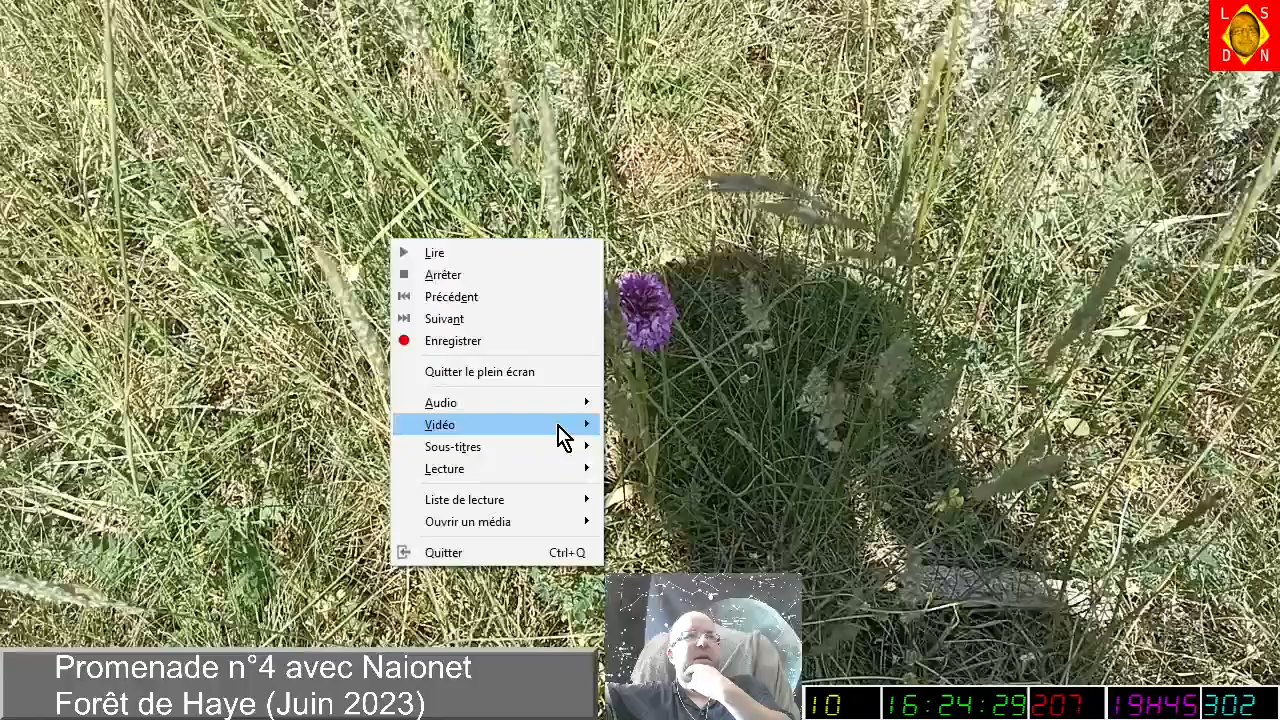 L S
D N
Lire
Arrêter
Précédent
Suivant
Enregistrer
Quitter le plein écran
Audio
Vidéo
Sous-titres
Lecture
Liste de lecture
Ouvrir un média
Quitter Ctrl+Q
Promenade n°4 avec Naionet
Forêt de Haye (Juin 2023)
10 16:24:29 207 19H45 302